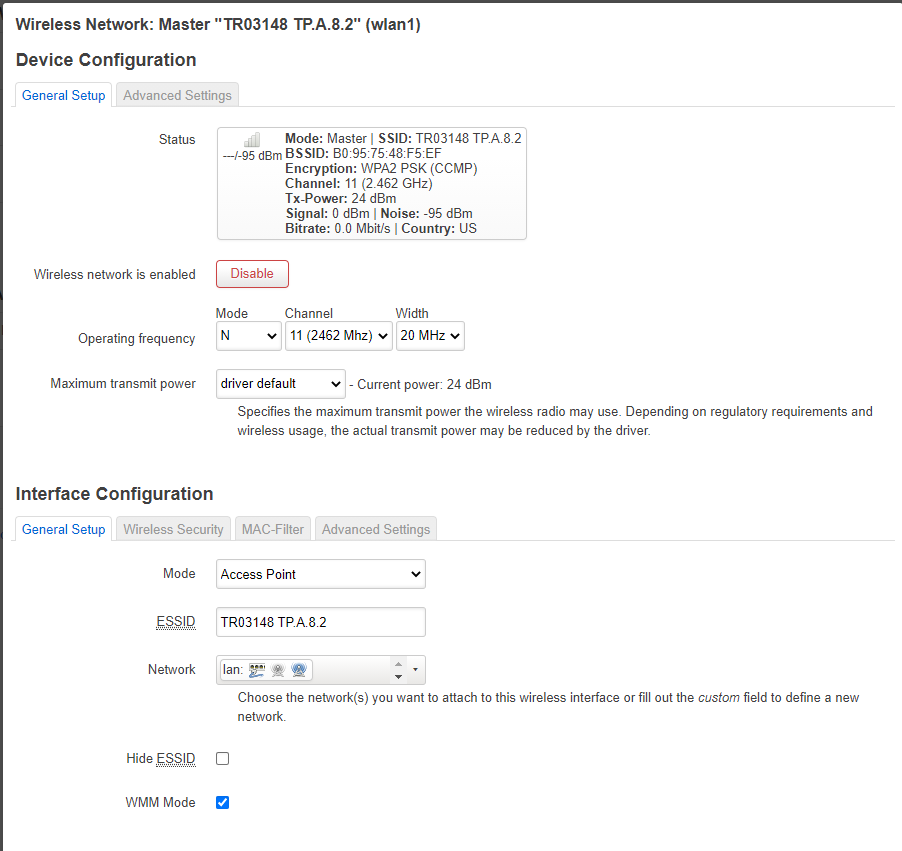 Wireless Network: Master "TR03148 TP.A.8.2" (wlan1)
Device Configuration
General Setup Advanced Settings
Status
---/-95 dBm
Mode: Master | SSID: TR03148 TP.A.8.2
BSSID: B0:95:75:48:F5:EF
Encryption: WPA2 PSK (CCMP)
Channel: 11 (2.462 GHz)
Tx-Power: 24 dBm
Signal: 0 dBm | Noise: -95 dBm
Bitrate: 0.0 Mbit/s | Country: US
Wireless network is enabled Disable
Mode Channel Width
Operating frequency N 11 (2462 Mhz) 20 MHz
Maximum transmit power driver default - Current power: 24 dBm
Specifies the maximum transmit power the wireless radio may use. Depending on regulatory requirements and
wireless usage, the actual transmit power may be reduced by the driver.
Interface Configuration
General Setup Wireless Security MAC-Filter Advanced Settings
Mode Access Point
ESSID TR03148 TP.A.8.2
Network lan:
Choose the network(s) you want to attach to this wireless interface or fill out the custom field to define a new
network.
Hide ESSID
WMM Mode